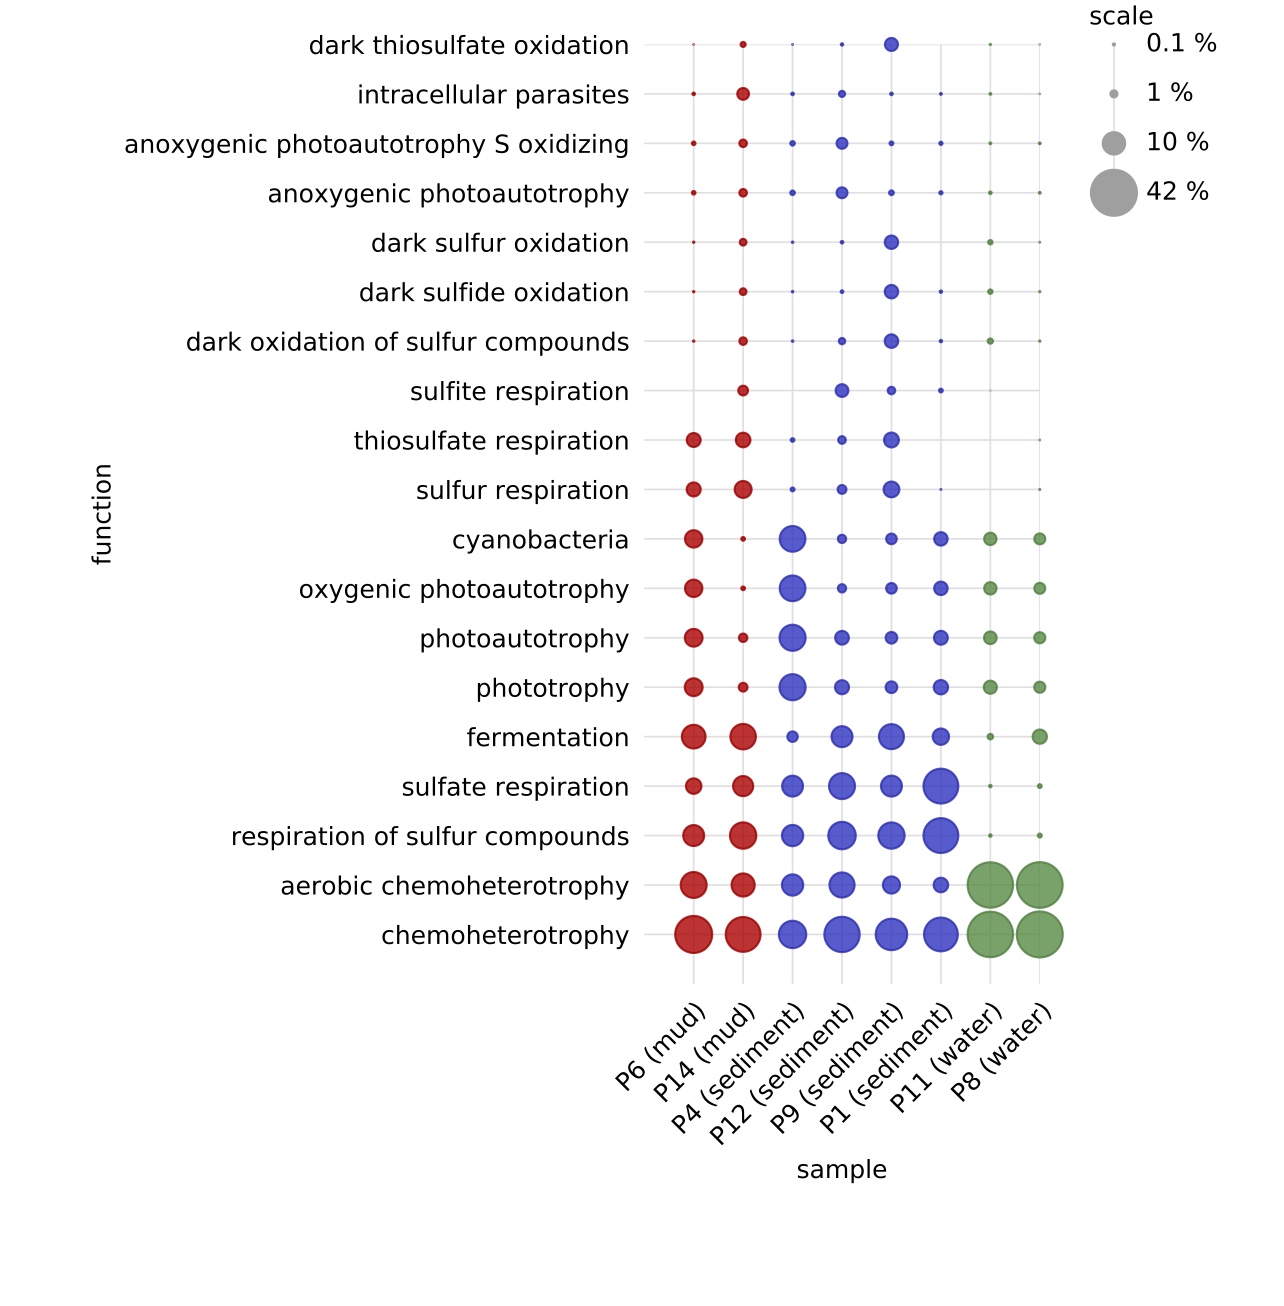 scale
0.1 %
1 %
10 %
42 %
dark thiosulfate oxidation
intracellular parasites
anoxygenic photoautotrophy S oxidizing
anoxygenic photoautotrophy
dark sulfur oxidation
dark sulfide oxidation
dark oxidation of sulfur compounds
sulfite respiration
thiosulfate respiration
sulfur respiration
cyanobacteria
oxygenic photoautotrophy
photoautotrophy
phototrophy
fermentation
sulfate respiration
respiration of sulfur compounds
aerobic chemoheterotrophy
chemoheterotrophy
function
P6 (mud)
P14 (mud)
P4 (sediment)
P12 (sediment)
P9 (sediment)
P1 (sediment)
P11 (water)
P8 (water)
sample